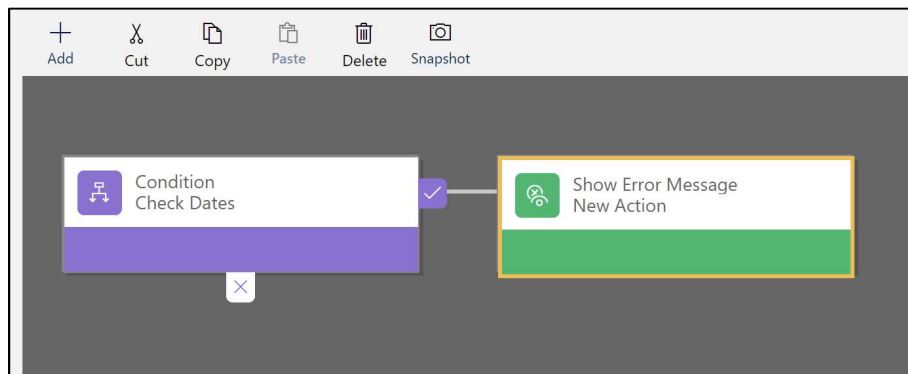 Add
Cut
Copy
Paste
Delete
Snapshot
Condition
Check Dates
Show Error Message
New Action